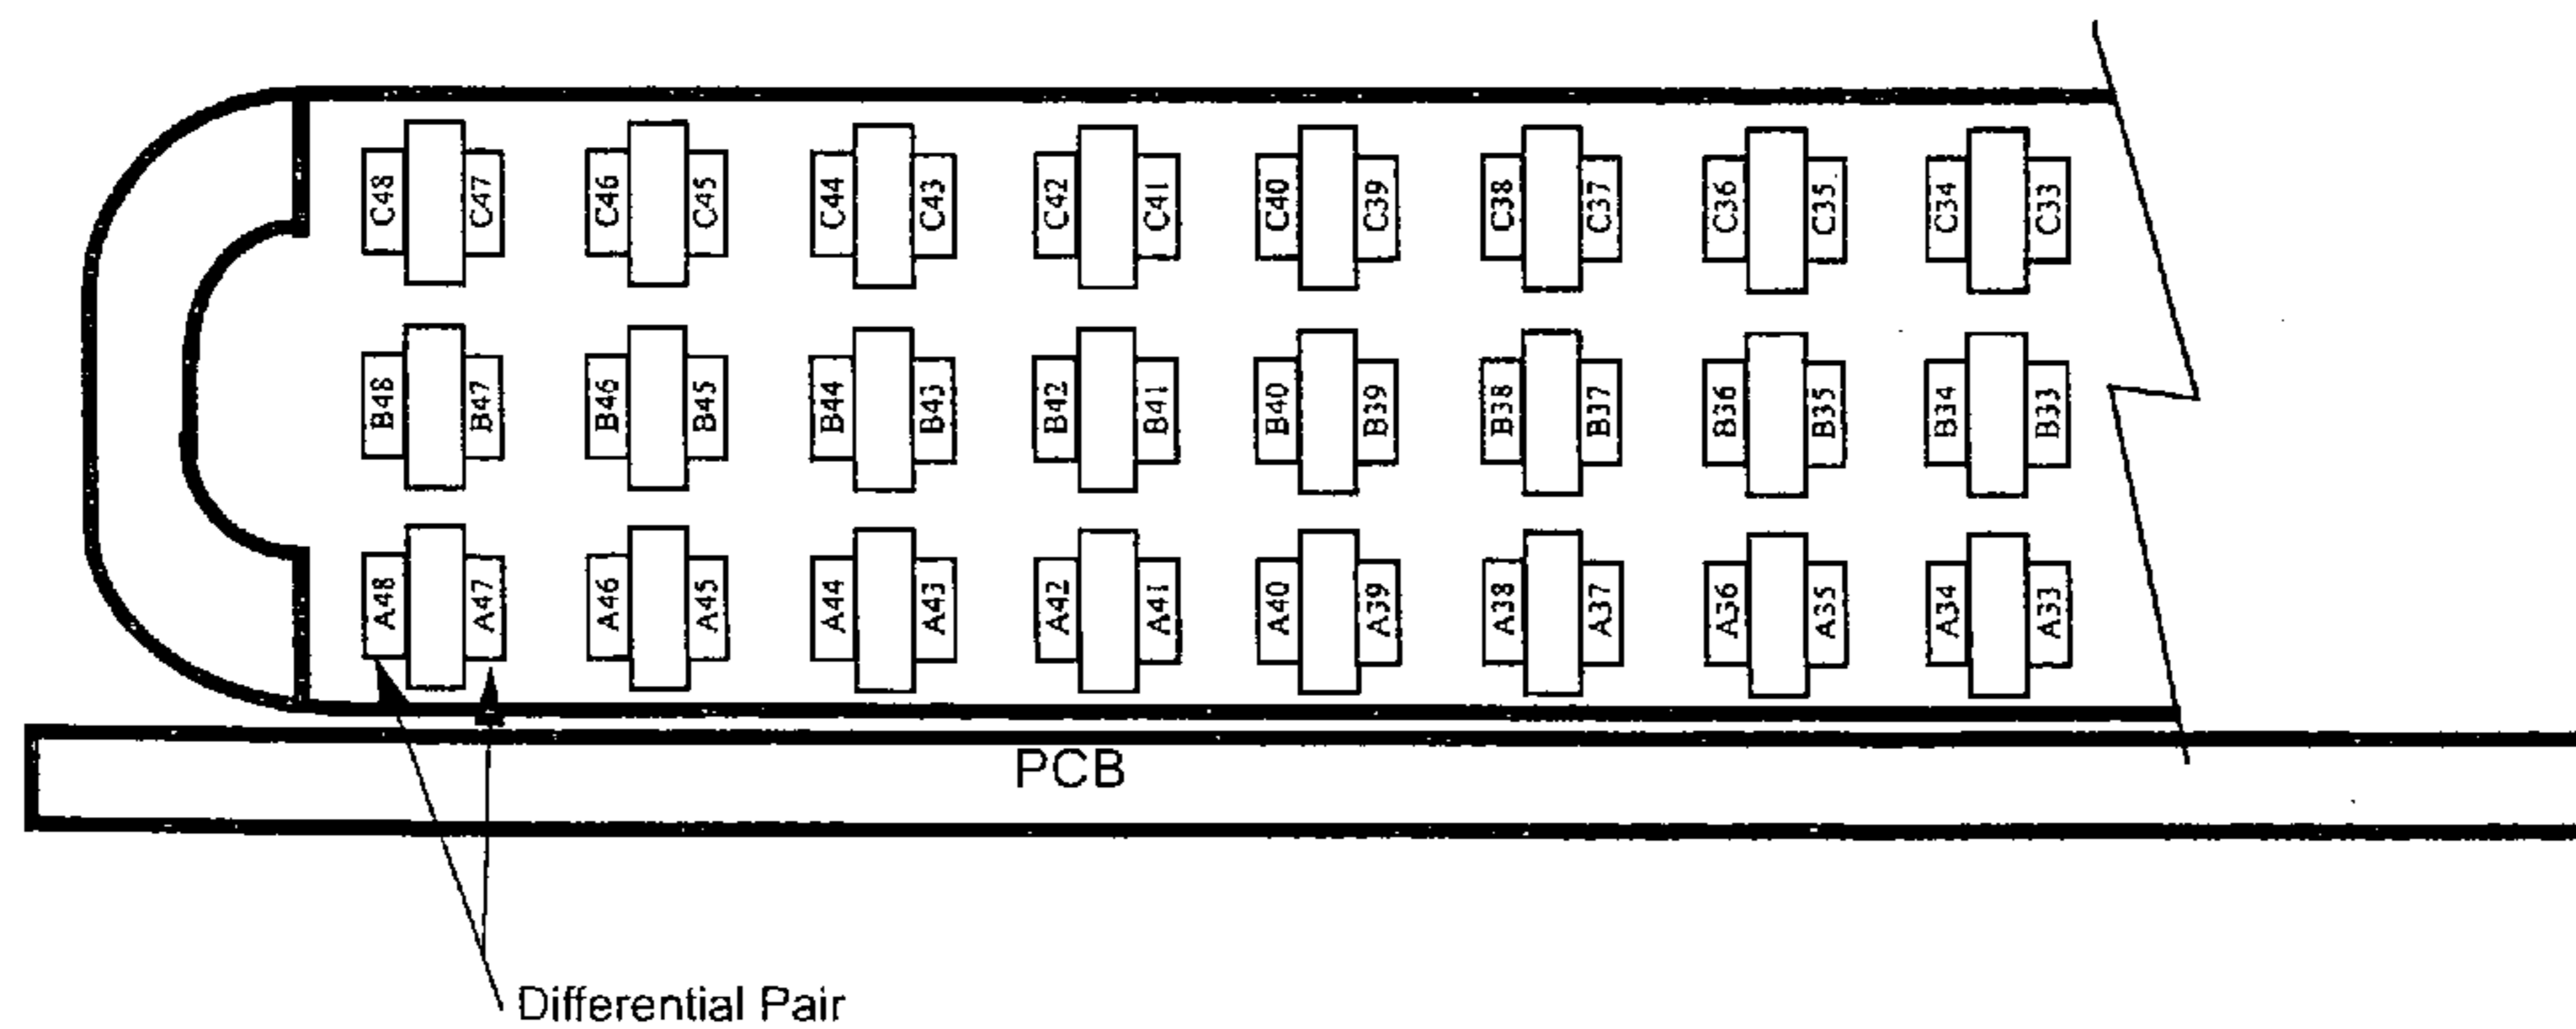 C48 C47 C46 C45 C44 C43 C42 C41 C40 C39 C38 C37 C36 C35 C34 C33
B48 B47 B46 B45 B44 B43 B42 B41 B40 B39 B38 B37 B36 B35 B34 B33
A48 A47 A46 A45 A44 A43 A42 A41 A40 A39 A38 A37 A36 A35 A34 A33
PCB
Differential Pair